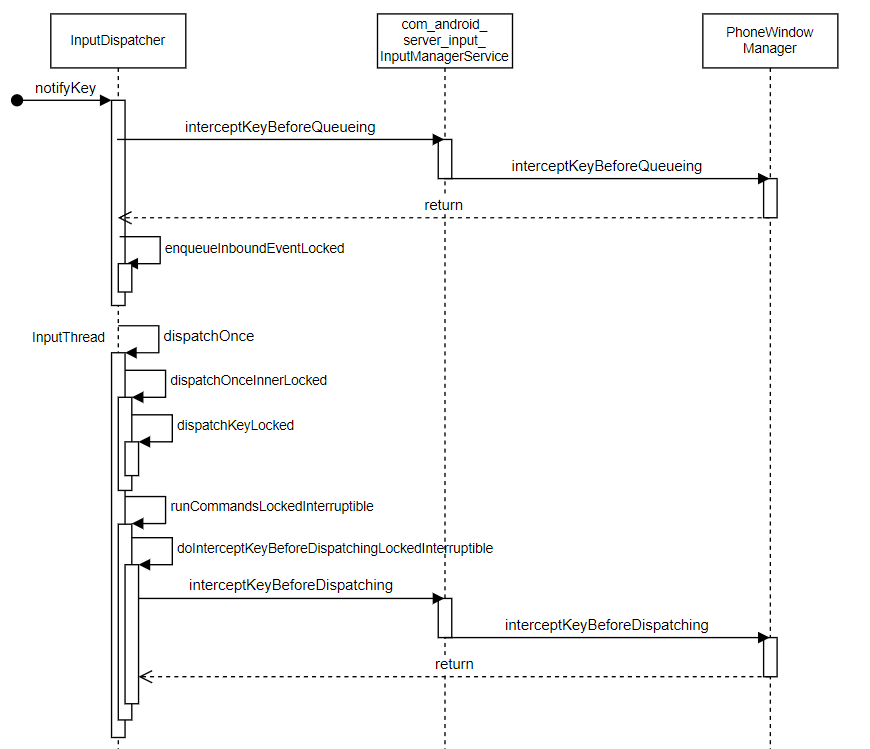 InputDispatcher
com_android_
server_input_
InputManagerService
PhoneWindow
Manager
notifyKey
interceptKeyBeforeQueueing
interceptKeyBeforeQueueing
return
enqueueInboundEventLocked
InputThread
dispatchOnce
dispatchOnceInnerLocked
dispatchKeyLocked
runCommandsLockedInterruptible
doInterceptKeyBeforeDispatchingLockedInterruptible
interceptKeyBeforeDispatching
interceptKeyBeforeDispatching
return